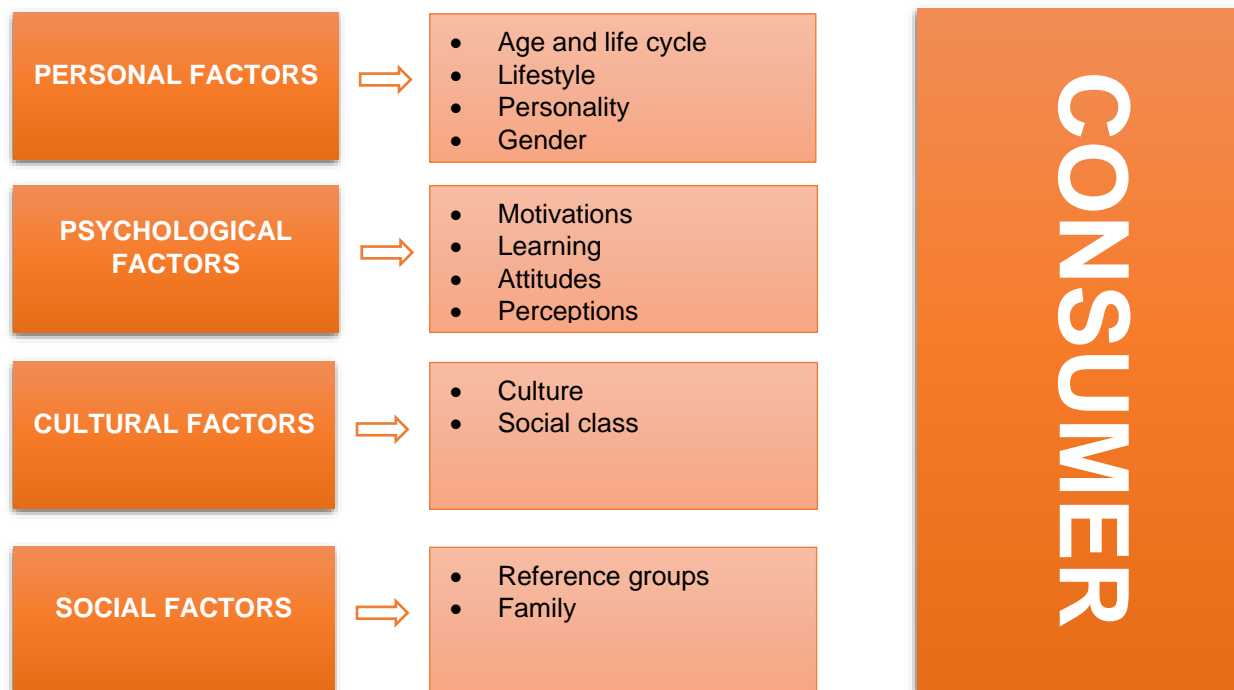 PERSONAL FACTORS
• Age and life cycle
• Lifestyle
• Personality
• Gender
PSYCHOLOGICAL
FACTORS
• Motivations
• Learning
• Attitudes
• Perceptions
CULTURAL FACTORS
• Culture
• Social class
SOCIAL FACTORS
• Reference groups
• Family
CONSUMER